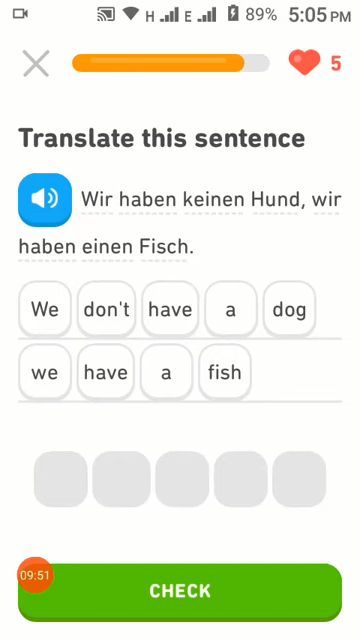 H E 89% 5:05 PM
5
Translate this sentence
Wir haben keinen Hund, wir
haben einen Fisch.
We don't have a dog
we have a fish
09:51
CHECK